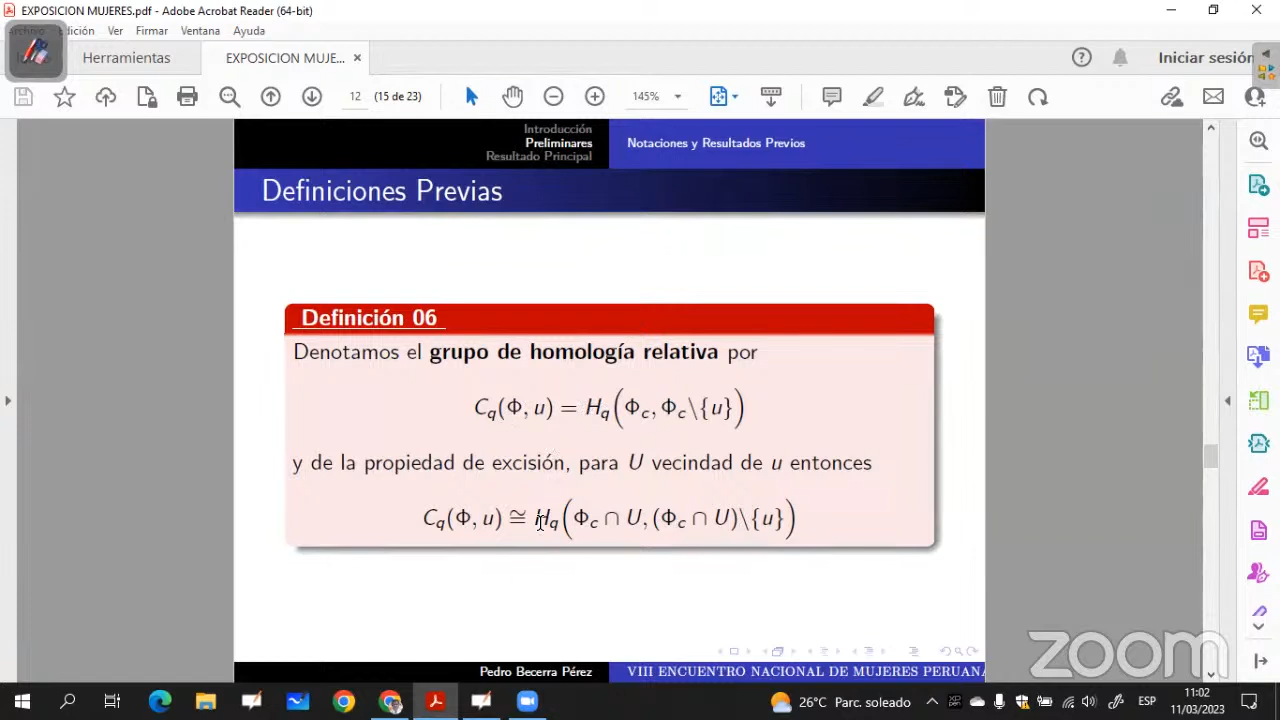 EXPOSICION MUJERES.pdf - Adobe Acrobat Reader (64-bit)
Archivo Edición Ver Firmar Ventana Ayuda
Herramientas
EXPOSICION MUJE... ×
Iniciar sesión
12 (15 de 23)
145%
Introducción
Preliminares
Resultado Principal
Notaciones y Resultados Previos
Definiciones Previas
Definición 06
Denotamos el grupo de homología relativa por
C_q(Φ, u) = H_q(Φ_c, Φ_c\{u})
y de la propiedad de excisión, para U vecindad de u entonces
C_q(Φ, u) ≅ H_q(Φ_c ∩ U, (Φ_c ∩ U)\{u})
Pedro Becerra Pérez
VIII ENCUENTRO NACIONAL DE MUJERES PERUANA
zoom
26°C Parc. soleado
ESP
11:02
11/03/2023